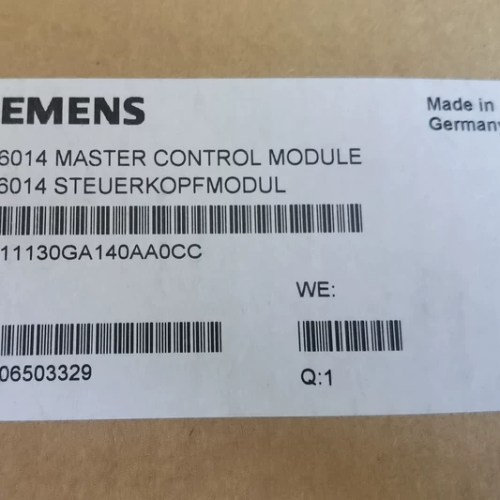 EMENS
Made in
Germany
6014 MASTER CONTROL MODULE
6014 STEUERKOPFMODUL
11130GA140AA0CC
WE:
06503329
Q:1